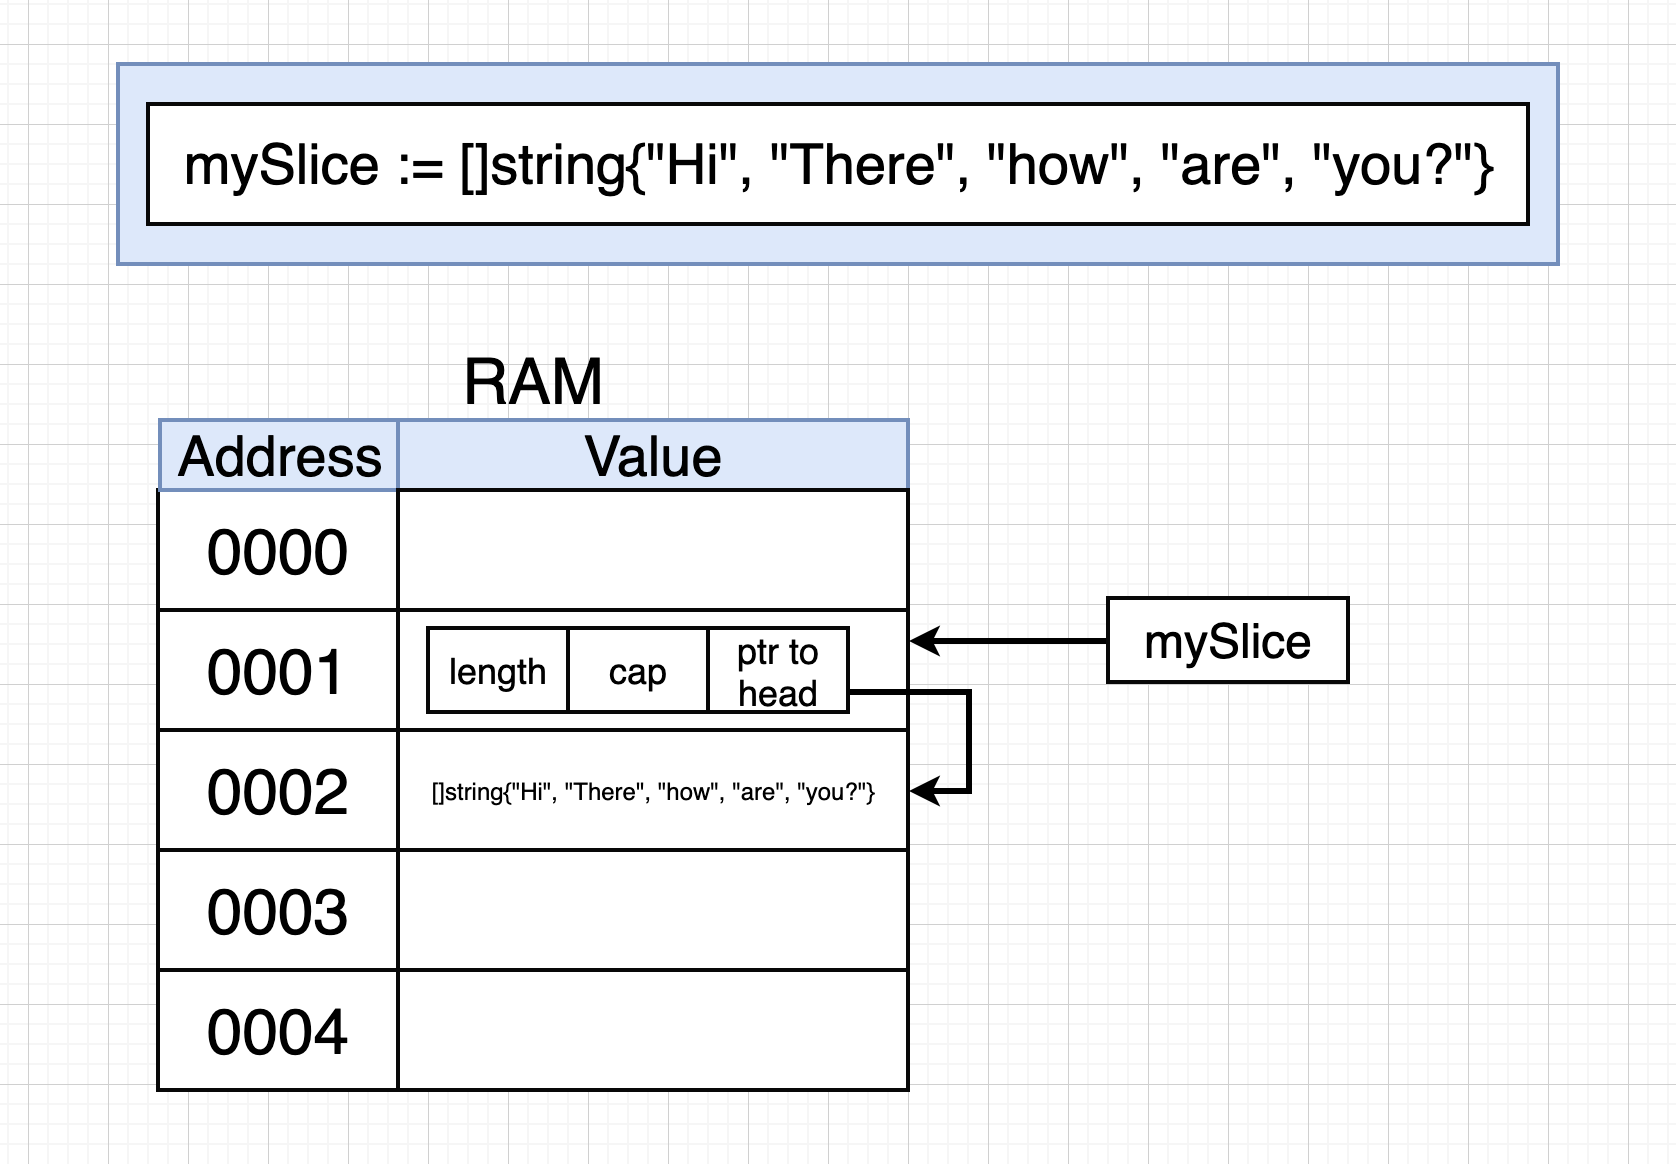 mySlice := []string{"Hi", "There", "how", "are", "you?"}
RAM
Address Value
0000
0001 length cap ptr to head
mySlice
0002 []string{"Hi", "There", "how", "are", "you?"}
0003
0004